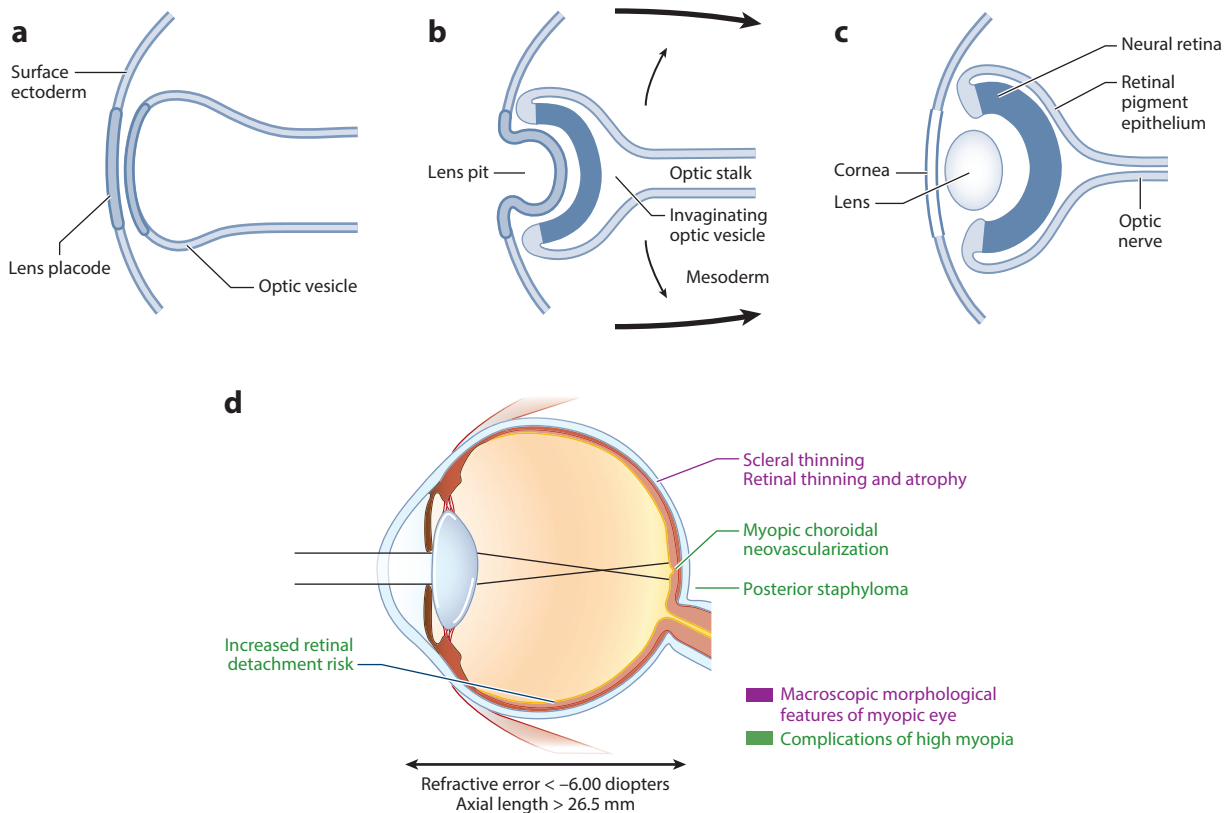 a
Surface
ectoderm
Lens placode
Optic vesicle
b
Lens pit
Optic stalk
Invaginating
optic vesicle
Mesoderm
c
Neural retina
Retinal
pigment
epithelium
Cornea
Lens
Optic
nerve
d
Scleral thinning
Retinal thinning and atrophy
Myopic choroidal
neovascularization
Posterior staphyloma
Increased retinal
detachment risk
Macroscopic morphological
features of myopic eye
Complications of high myopia
Refractive error < –6.00 diopters
Axial length > 26.5 mm